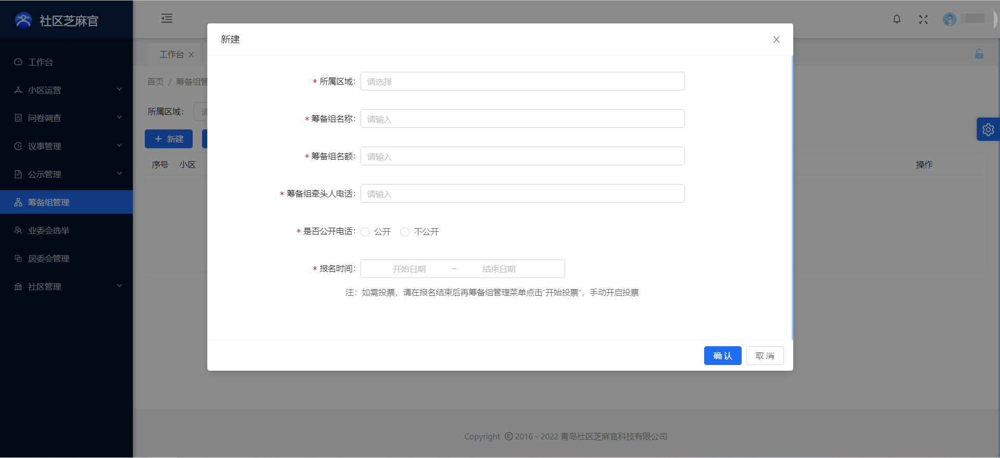 社区芝麻官
工作台
小区运营
问卷调查
议事管理
公示管理
筹备组管理
业委会选举
居委会管理
社区管理
工作台
首页 / 筹备组管
所属区域： 请
新建
序号 小区 操作
新建
* 所属区域： 请选择
* 筹备组名称： 请输入
* 筹备组名额： 请输入
* 筹备组牵头人电话： 请输入
* 是否公开电话： 公开 不公开
* 报名时间： 开始日期 ~ 结束日期
注：如需投票，请在报名结束后再筹备组管理菜单点击“开始投票”，手动开启投票
确 认 取 消
Copyright © 2016 - 2022 青岛社区芝麻官科技有限公司